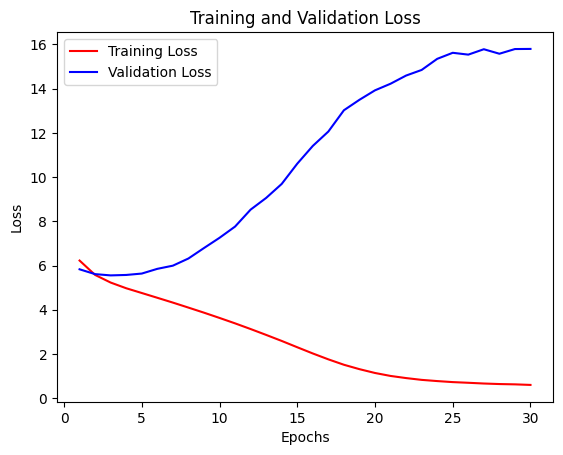 Training and Validation Loss
Training Loss
Validation Loss
16
14
12
10
8
6
4
2
0
Loss
0 5 10 15 20 25 30
Epochs